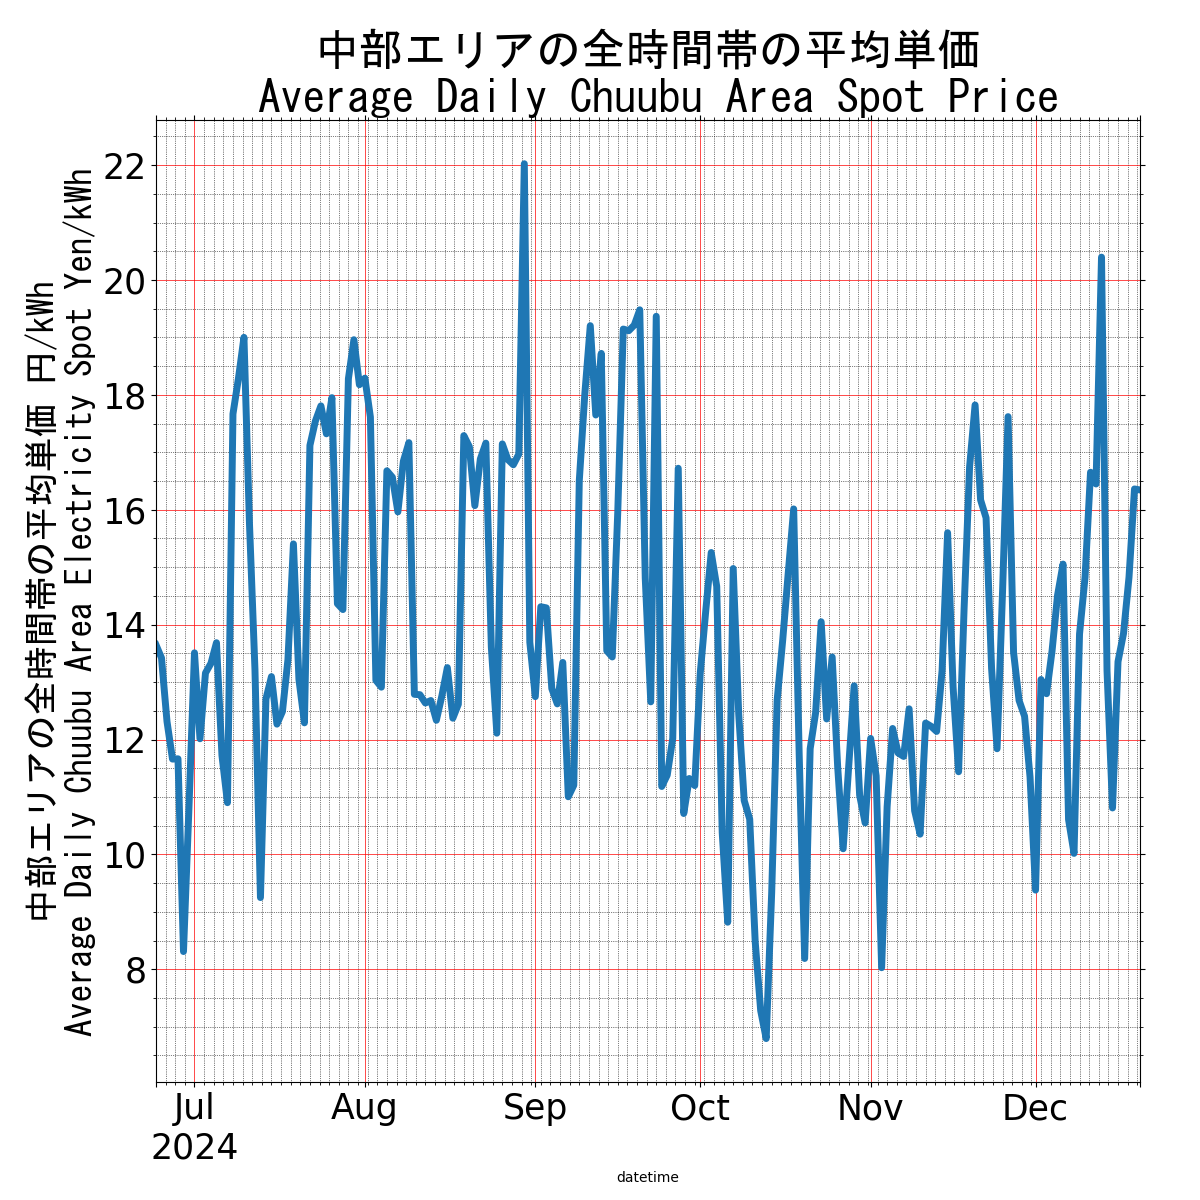 中部エリアの全時間帯の平均単価
Average Daily Chuubu Area Spot Price
中部エリアの全時間帯の平均単価 円/kWh
Average Daily Chuubu Area Electricity Spot Yen/kWh
22
20
18
16
14
12
10
8
Jul Aug Sep Oct Nov Dec
2024
datetime